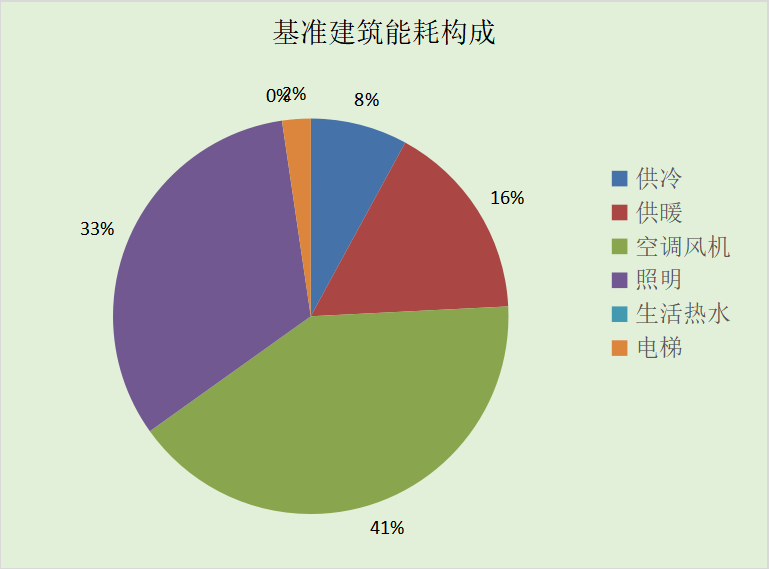 基准建筑能耗构成
0%
2%
8%
16%
33%
41%
供冷
供暖
空调风机
照明
生活热水
电梯